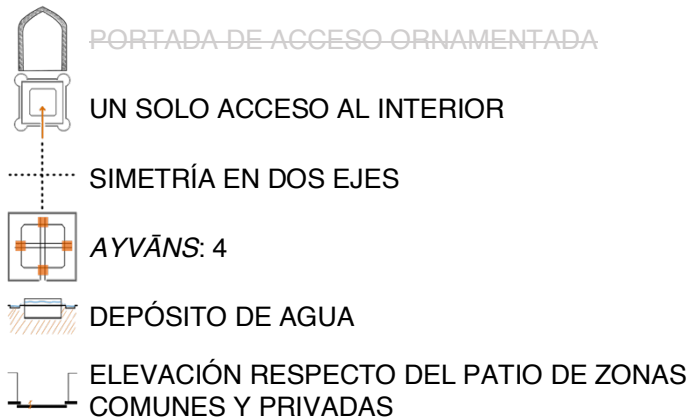 PORTADA DE ACCESO ORNAMENTADA
UN SOLO ACCESO AL INTERIOR
SIMETRÍA EN DOS EJES
AYVĀNS: 4
DEPÓSITO DE AGUA
ELEVACIÓN RESPECTO DEL PATIO DE ZONAS
COMUNES Y PRIVADAS